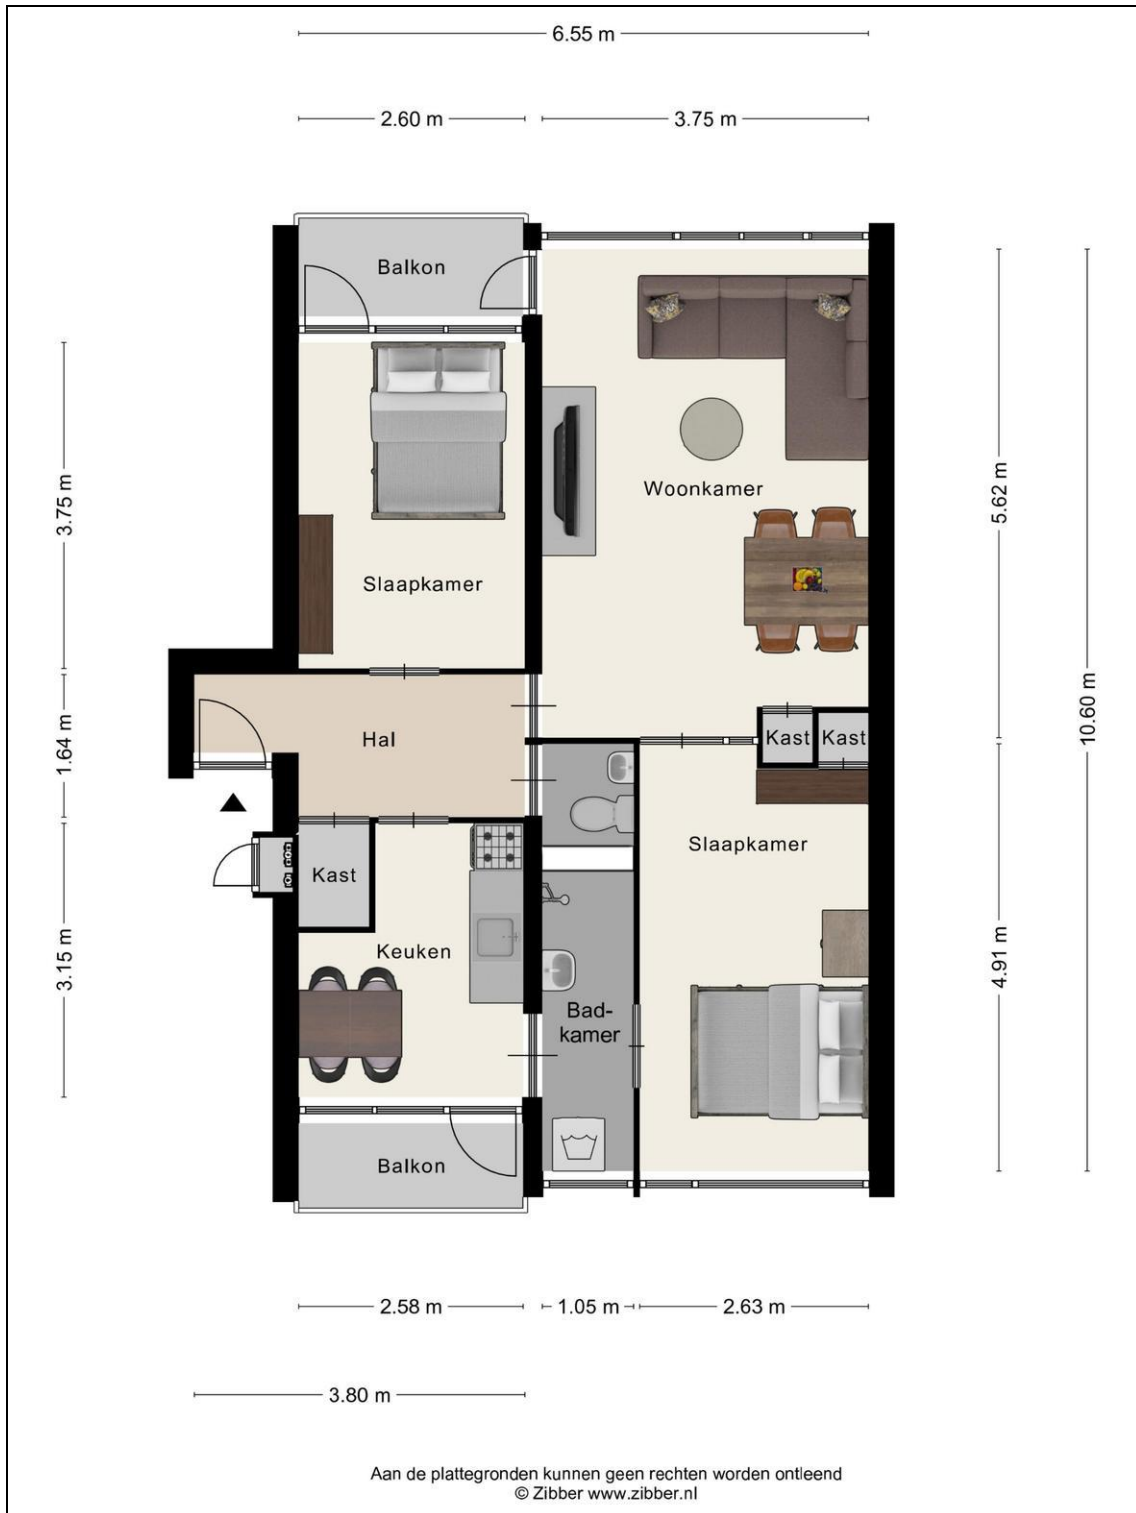 6.55 m
2.60 m
3.75 m
Balkon
Woonkamer
Slaapkamer
3.75 m
5.62 m
10.60 m
1.64 m
Hal
Kast
Kast
Slaapkamer
Kast
Keuken
3.15 m
4.91 m
Bad-
kamer
Balkon
2.58 m
1.05 m
2.63 m
3.80 m
Aan de plattegronden kunnen geen rechten worden ontleend
© Zibber www.zibber.nl